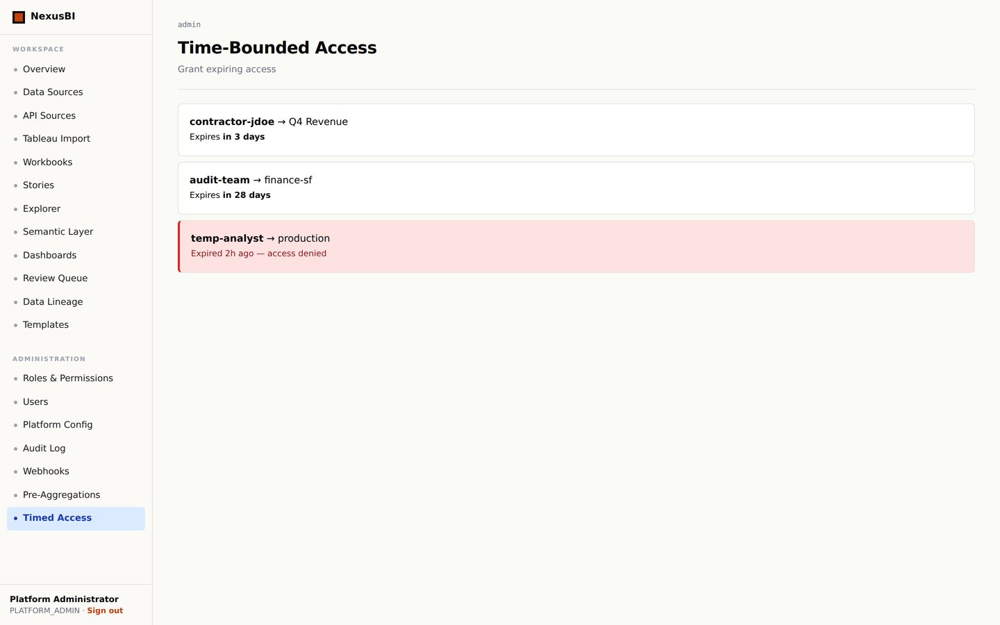 NexusBI
WORKSPACE
Overview
Data Sources
API Sources
Tableau Import
Workbooks
Stories
Explorer
Semantic Layer
Dashboards
Review Queue
Data Lineage
Templates
ADMINISTRATION
Roles & Permissions
Users
Platform Config
Audit Log
Webhooks
Pre-Aggregations
Timed Access
Platform Administrator
PLATFORM_ADMIN · Sign out
admin
Time-Bounded Access
Grant expiring access
contractor-jdoe → Q4 Revenue
Expires in 3 days
audit-team → finance-sf
Expires in 28 days
temp-analyst → production
Expired 2h ago — access denied